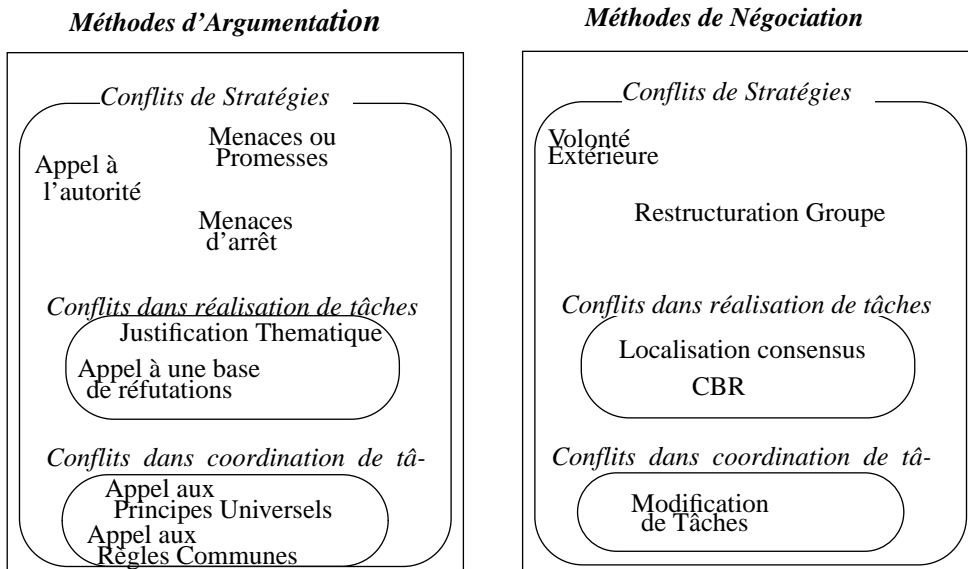 Méthodes d’Argumentation
Conflits de Stratégies
Menaces ou
Promesses
Appel à
l’autorité
Menaces
d’arrêt
Conflits dans réalisation de tâches
Justification Thematique
Appel à une base
de réfutations
Conflits dans coordination de tâ-
Appel aux
Principes Universels
Appel aux
Règles Communes
Méthodes de Négociation
Conflits de Stratégies
Volonté
Extérieure
Restructuration Groupe
Conflits dans réalisation de tâches
Localisation consensus
CBR
Conflits dans coordination de tâ-
Modification
de Tâches